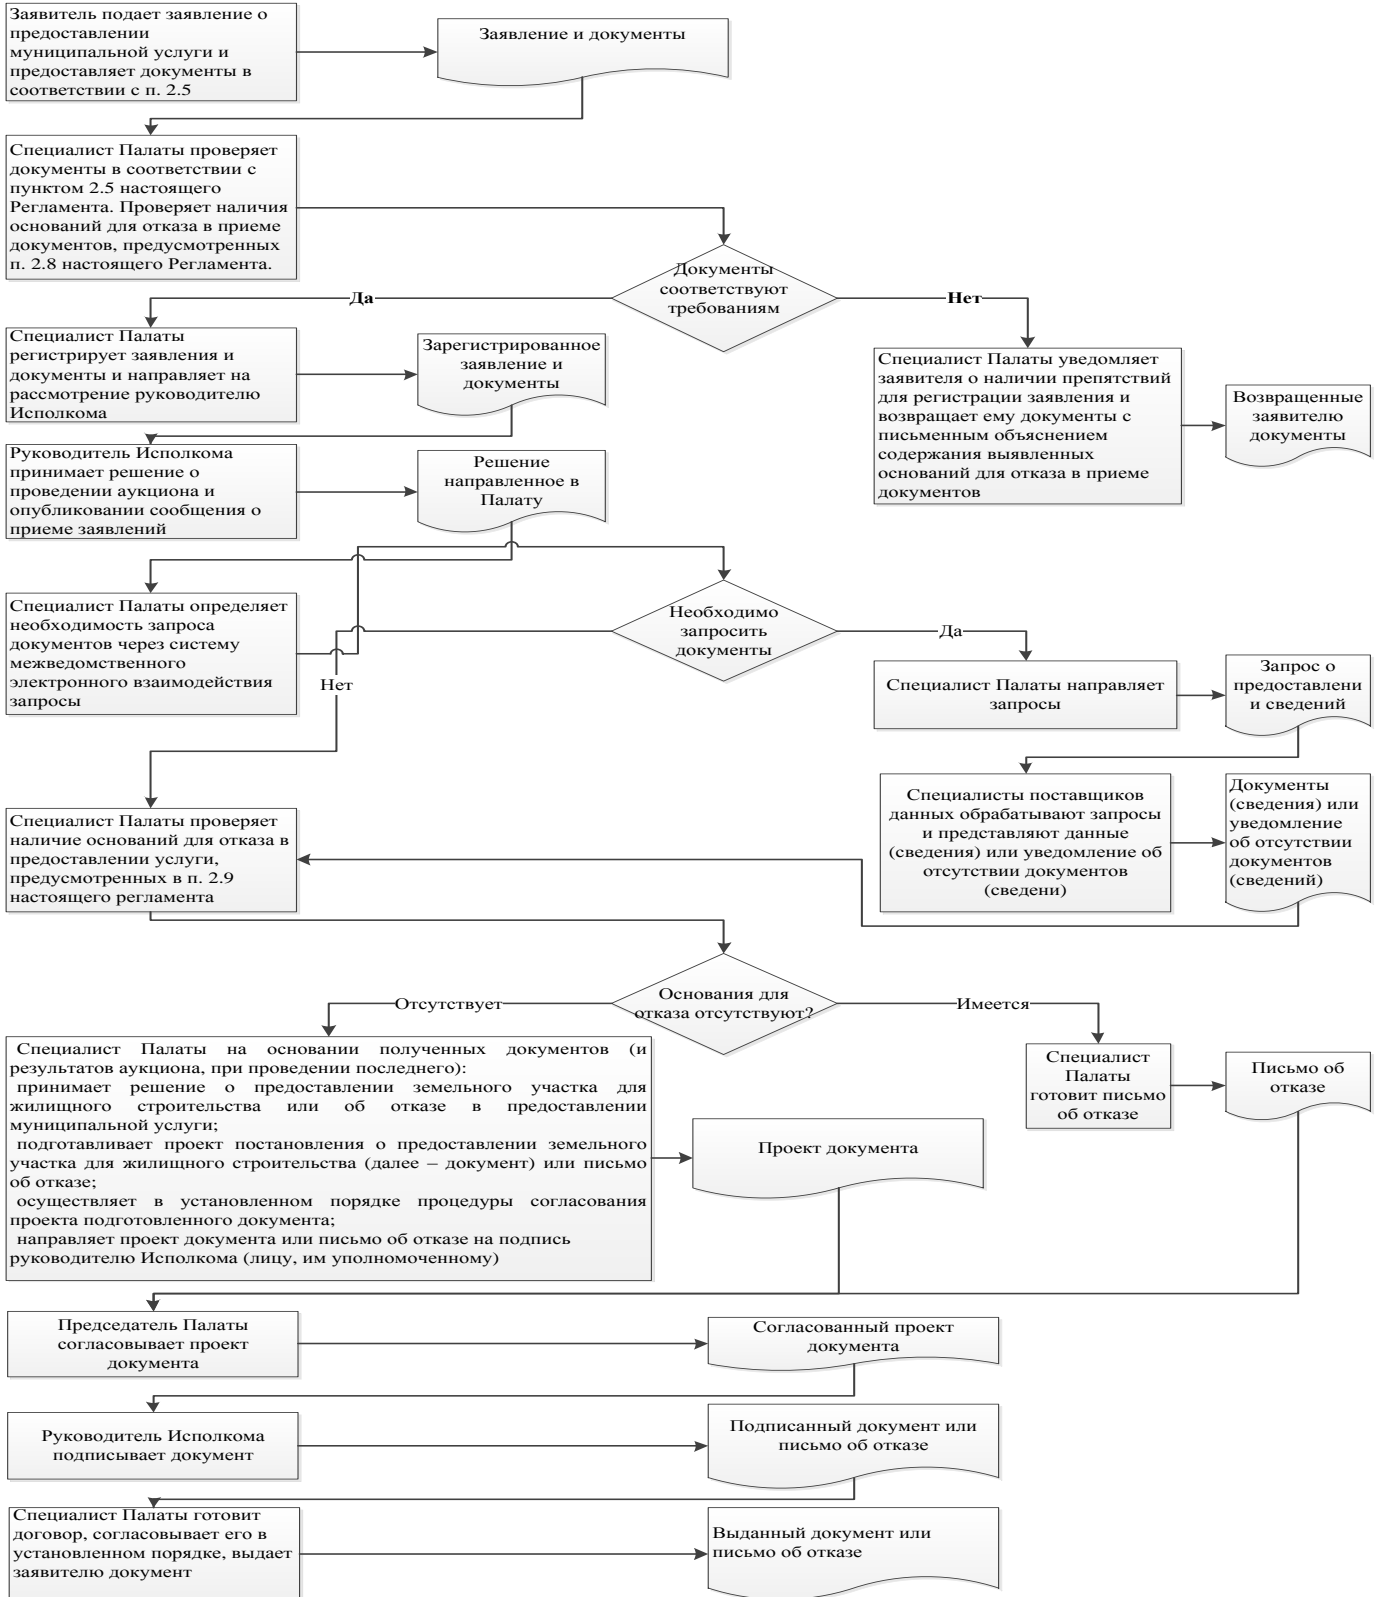 Заявитель подает заявление о
предоставлении
муниципальной услуги и
предоставляет документы в
соответствии с п. 2.5
Заявление и документы
Специалист Палаты проверяет
документы в соответствии с
пунктом 2.5 настоящего
Регламента. Проверяет наличия
оснований для отказа в приеме
документов, предусмотренных
п. 2.8 настоящего Регламента.
Документы
соответствуют
требованиям
Да
Нет
Специалист Палаты
регистрирует заявления и
документы и направляет на
рассмотрение руководителю
Исполкома
Зарегистрированное
заявление и
документы
Специалист Палаты уведомляет
заявителя о наличии препятствий
для регистрации заявления и
возвращает ему документы с
письменным объяснением
содержания выявленных
оснований для отказа в приеме
документов
Возвращенные
заявителю
документы
Руководитель Исполкома
принимает решение о
проведении аукциона и
опубликовании сообщения о
приеме заявлений
Решение
направленное в
Палату
Специалист Палаты определяет
необходимость запроса
документов через систему
межведомственного
электронного взаимодействия
запросы
Необходимо
запросить
документы
Да
Нет
Специалист Палаты направляет
запросы
Запрос о
предоставлени
и сведений
Специалисты поставщиков
данных обрабатывают запросы
и представляют данные
(сведения) или уведомление об
отсутствии документов
(сведени)
Документы
(сведения) или
уведомление
об отсутствии
документов
(сведений)
Специалист Палаты проверяет
наличие оснований для отказа в
предоставлении услуги,
предусмотренных в п. 2.9
настоящего регламента
Основания для
отказа отсутствуют?
Отсутствует
Имеется
Специалист Палаты на основании полученных документов (и
результатов аукциона, при проведении последнего):
принимает решение о предоставлении земельного участка для
жилищного строительства или об отказе в предоставлении
муниципальной услуги;
подготавливает проект постановления о предоставлении земельного
участка для жилищного строительства (далее – документ) или письмо
об отказе;
осуществляет в установленном порядке процедуры согласования
проекта подготовленного документа;
направляет проект документа или письмо об отказе на подпись
руководителю Исполкома (лицу, им уполномоченному)
Проект документа
Специалист
Палаты
готовит письмо
об отказе
Письмо об
отказе
Председатель Палаты
согласовывает проект
документа
Согласованный проект
документа
Руководитель Исполкома
подписывает документ
Подписанный документ или
письмо об отказе
Специалист Палаты готовит
договор, согласовывает его в
установленном порядке, выдает
заявителю документ
Выданный документ или
письмо об отказе